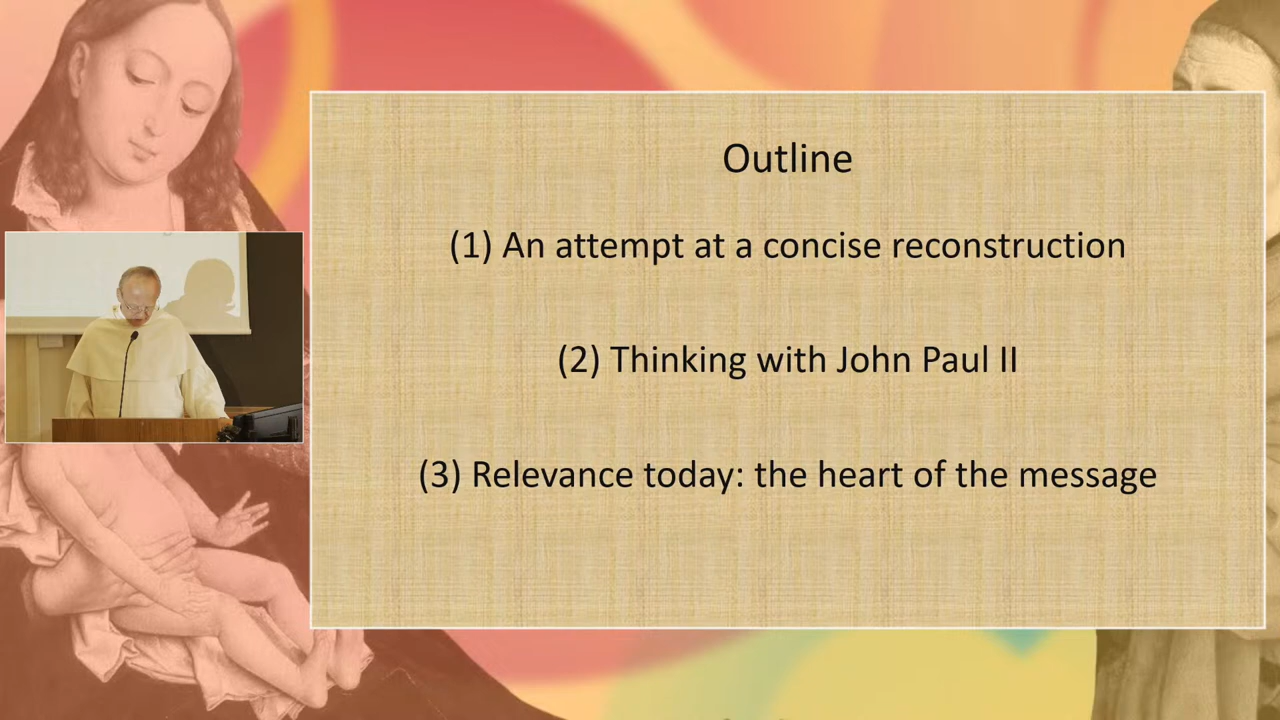 Outline
(1) An attempt at a concise reconstruction
(2) Thinking with John Paul II
(3) Relevance today: the heart of the message